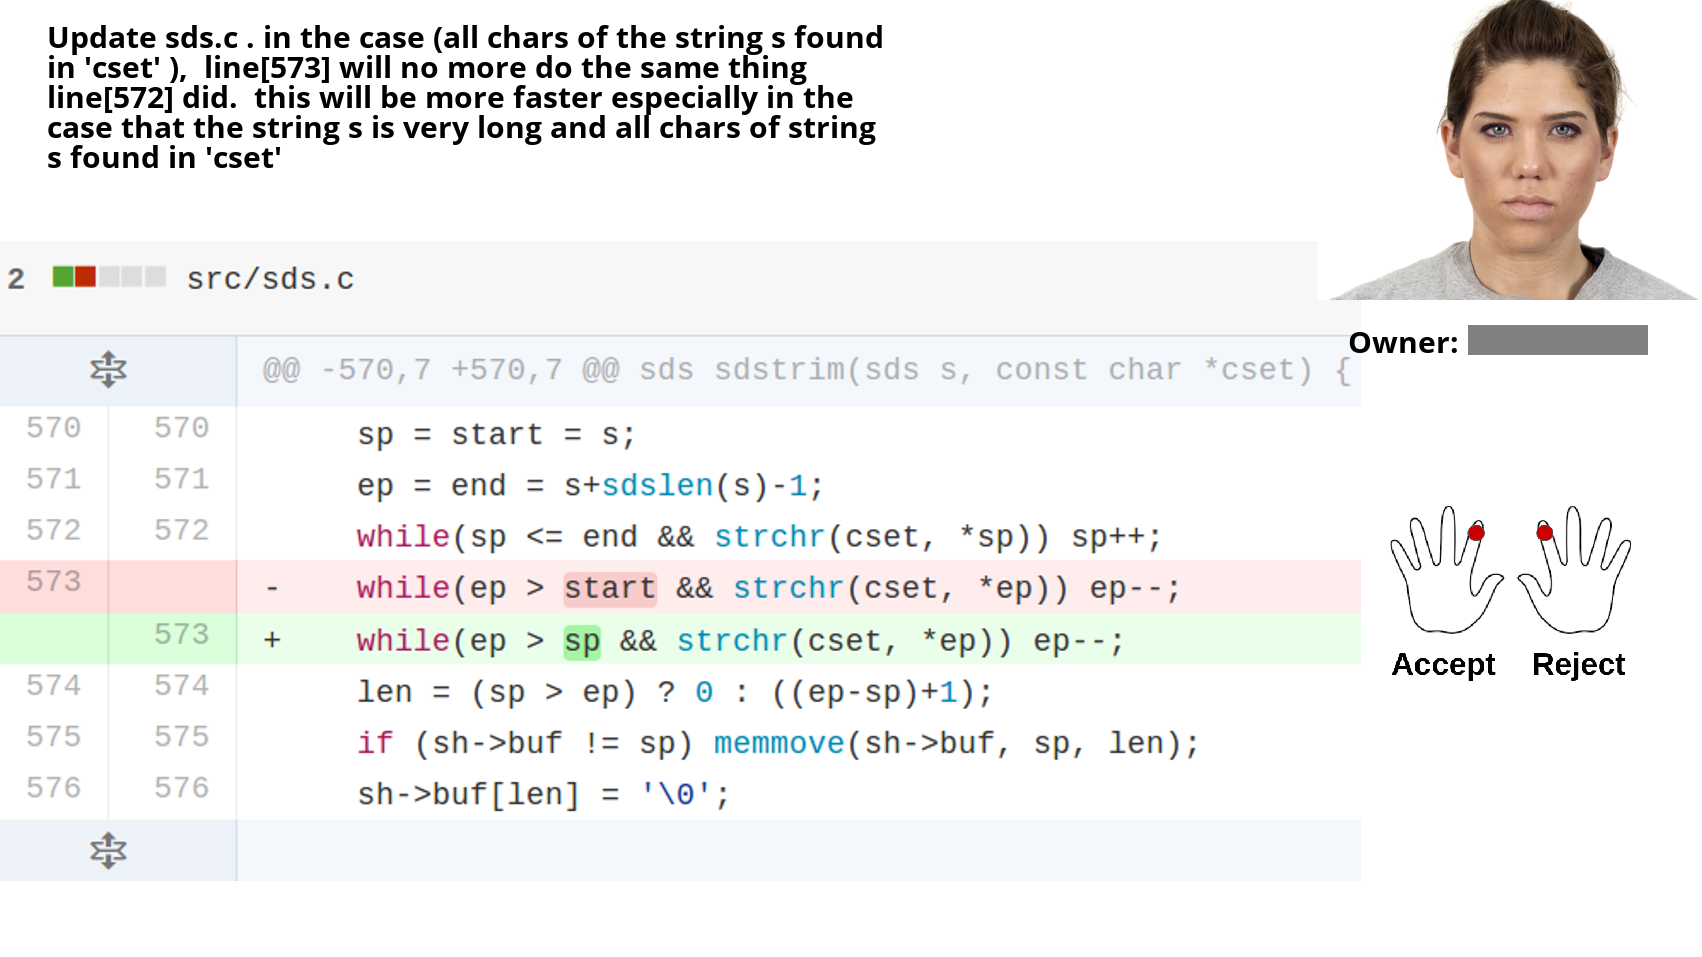 Update sds.c . in the case (all chars of the string s found
in 'cset' ),  line[573] will no more do the same thing
line[572] did.  this will be more faster especially in the
case that the string s is very long and all chars of string
s found in 'cset'
2 src/sds.c
Owner:
@@ -570,7 +570,7 @@ sds sdstrim(sds s, const char *cset) {
570 570 sp = start = s;
571 571 ep = end = s+sdslen(s)-1;
572 572 while(sp <= end && strchr(cset, *sp)) sp++;
573 - while(ep > start && strchr(cset, *ep)) ep--;
573 + while(ep > sp && strchr(cset, *ep)) ep--;
574 574 len = (sp > ep) ? 0 : ((ep-sp)+1);
575 575 if (sh->buf != sp) memmove(sh->buf, sp, len);
576 576 sh->buf[len] = '\0';
Accept Reject